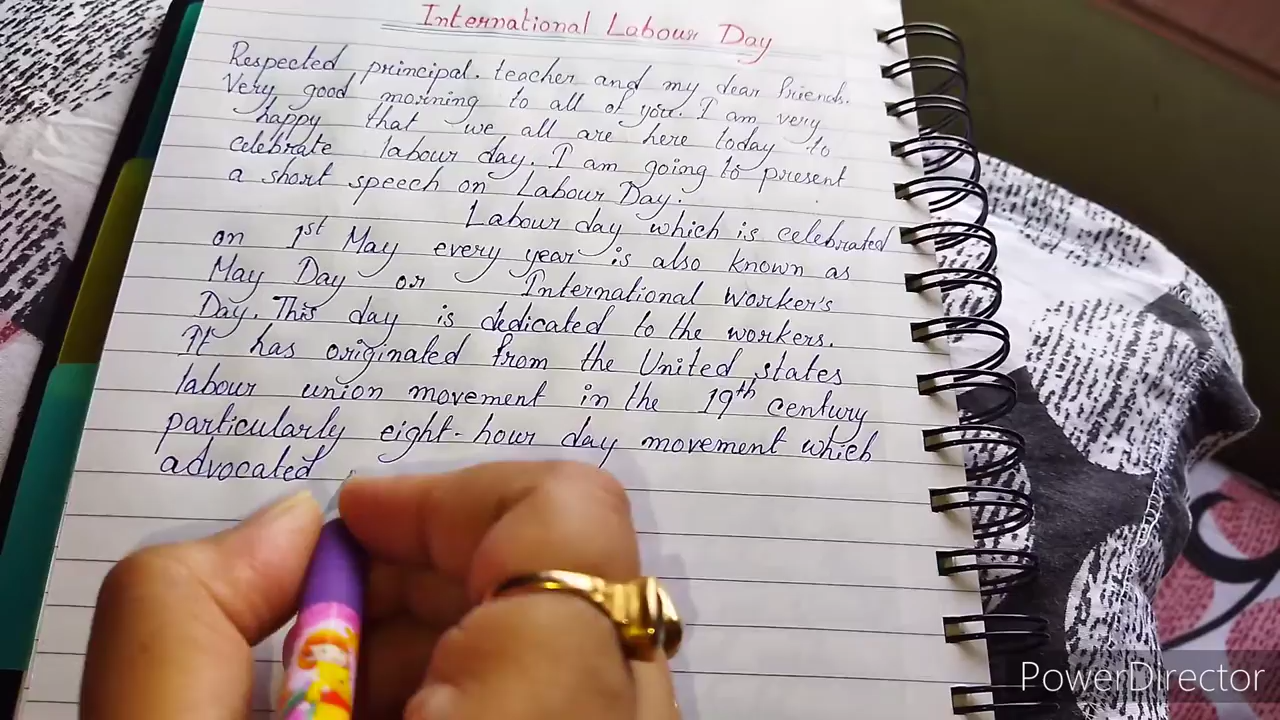 International Labour Day
Respected principal. teacher and my dear friends.
Very good morning to all of you. I am very
happy that we all are here today to
celebrate labour day. I am going to present
a short speech on Labour Day.
Labour day which is celebrated
on 1st May every year is also known as
May Day or International worker's
Day. This day is dedicated to the workers.
It has originated from the United states
labour union movement in the 19th century
particularly eight-hour day movement which
advocated
PowerDirector